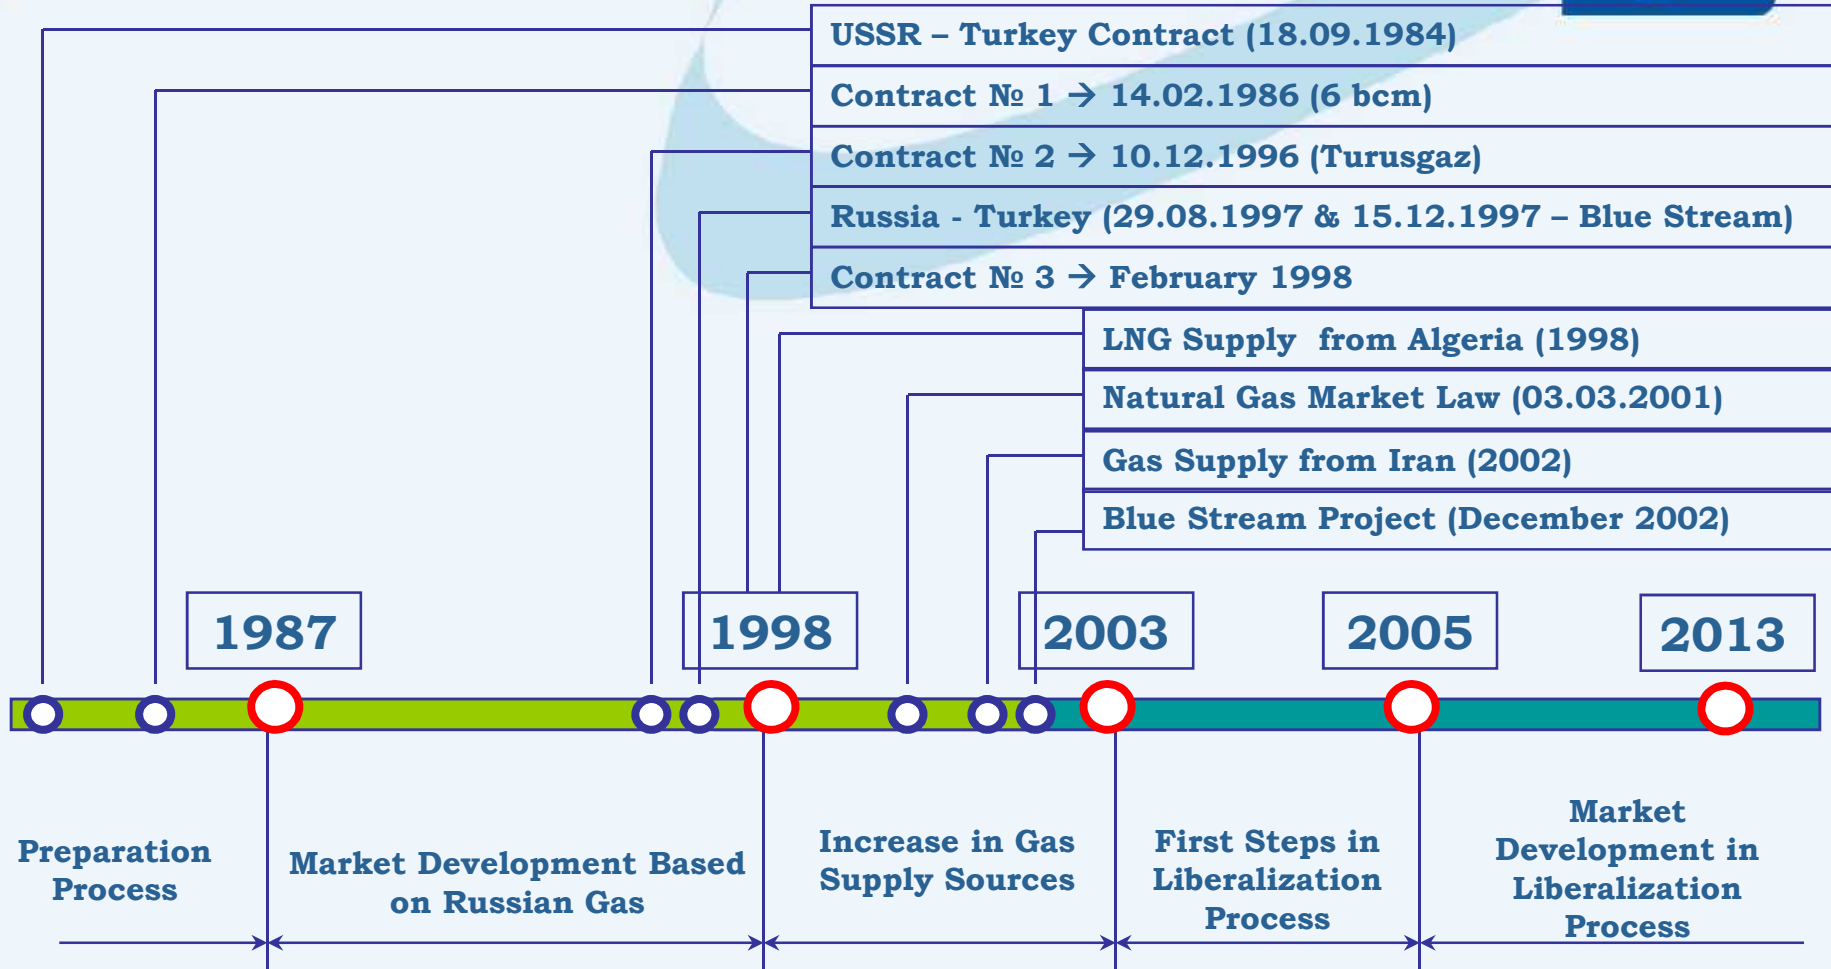 USSR – Turkey Contract (18.09.1984)
Contract № 1 → 14.02.1986 (6 bcm)
Contract № 2 → 10.12.1996 (Turusgaz)
Russia - Turkey (29.08.1997 & 15.12.1997 – Blue Stream)
Contract № 3 → February 1998
LNG Supply from Algeria (1998)
Natural Gas Market Law (03.03.2001)
Gas Supply from Iran (2002)
Blue Stream Project (December 2002)
1987
1998
2003
2005
2013
Preparation
Process
Market Development Based
on Russian Gas
Increase in Gas
Supply Sources
First Steps in
Liberalization
Process
Market
Development in
Liberalization
Process